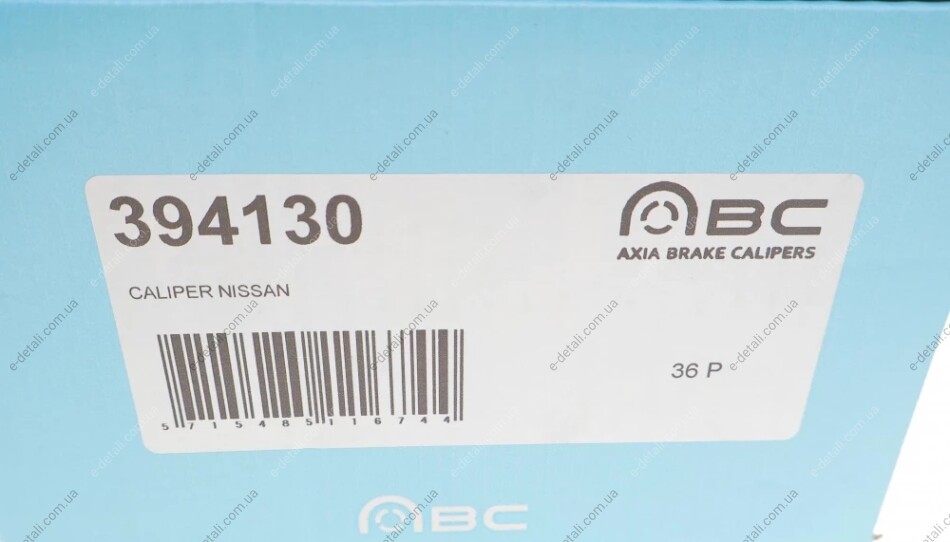 394130
ABC
AXIA BRAKE CALIPERS
CALIPER NISSAN
36 P
5715485116744
ABC
e-detali.com.ua